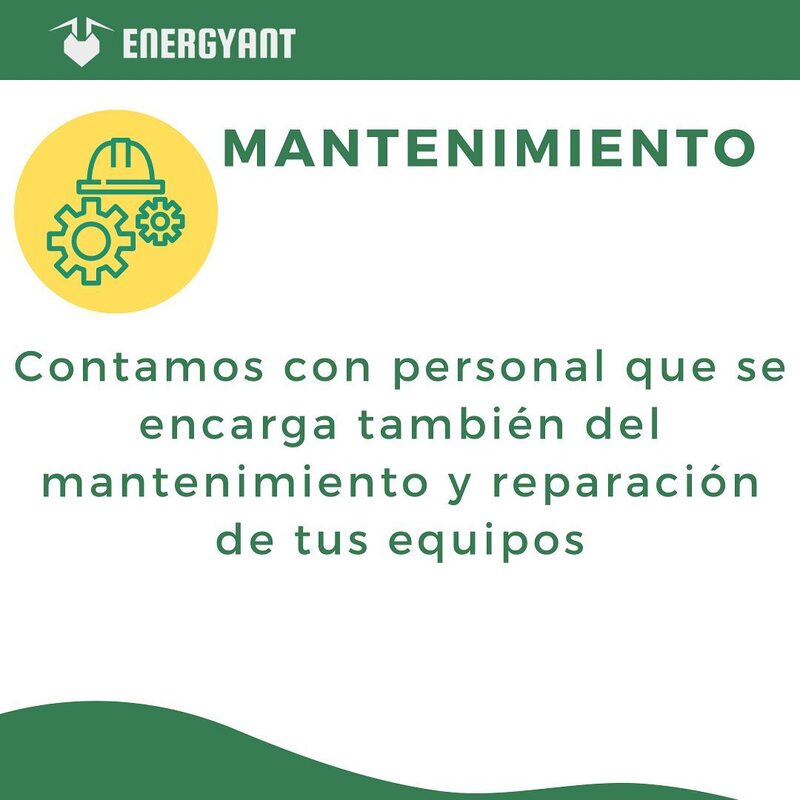 ENERGYANT
MANTENIMIENTO
Contamos con personal que se
encarga también del
mantenimiento y reparación
de tus equipos